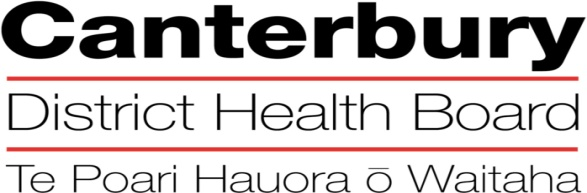 Canterbury
District Health Board
Te Poari Hauora ō Waitaha